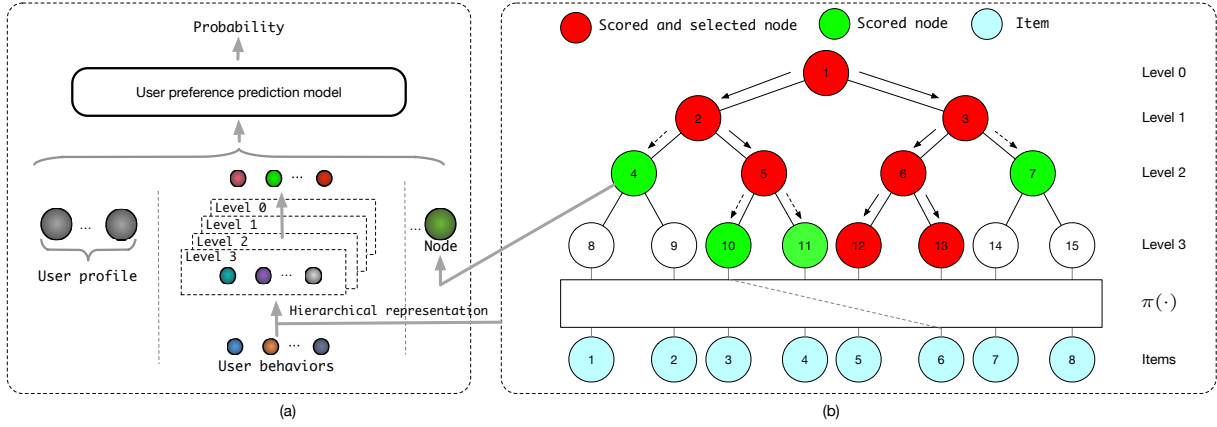 Probability
User preference prediction model
...
Level 0
Level 1
Level 2
Level 3
...
...
...
User profile
Node
Hierarchical representation
...
User behaviors
(a)
Scored and selected node
Scored node
Item
1
Level 0
2
3
Level 1
4
5
6
7
Level 2
8
9
10
11
12
13
14
15
Level 3
π(·)
1
2
3
4
5
6
7
8
Items
(b)